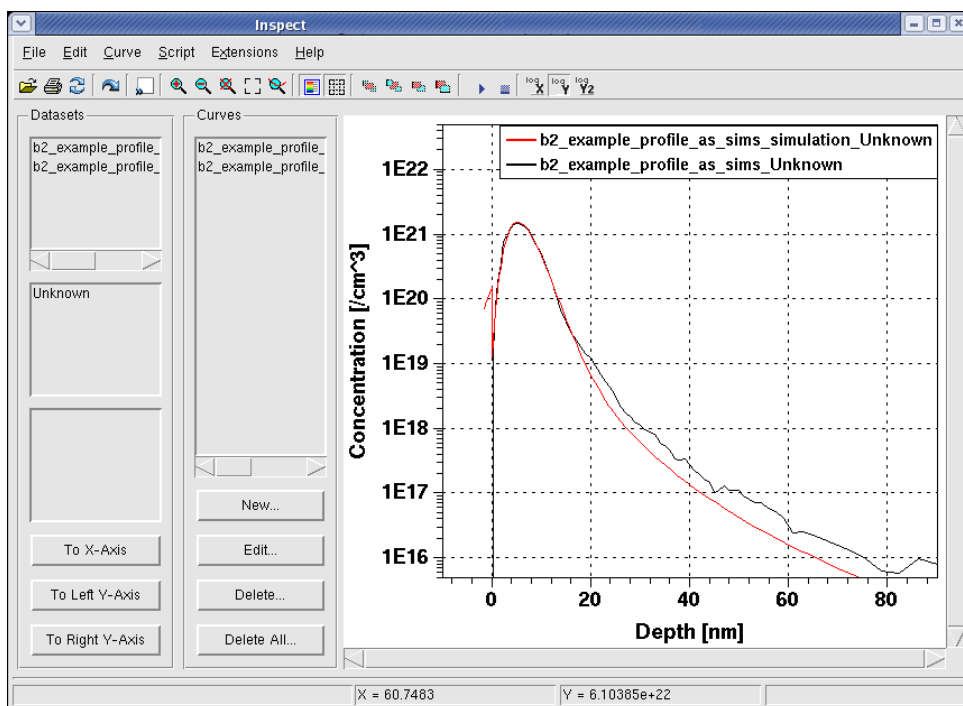 Inspect
File Edit Curve Script Extensions Help
log X log Y log Y2
Datasets
b2_example_profile_
b2_example_profile_
Unknown
To X-Axis
To Left Y-Axis
To Right Y-Axis
Curves
b2_example_profile_
b2_example_profile_
New...
Edit...
Delete...
Delete All...
b2_example_profile_as_sims_simulation_Unknown
b2_example_profile_as_sims_Unknown
Concentration [/cm^3]
1E22
1E21
1E20
1E19
1E18
1E17
1E16
0 20 40 60 80
Depth [nm]
X = 60.7483 Y = 6.10385e+22